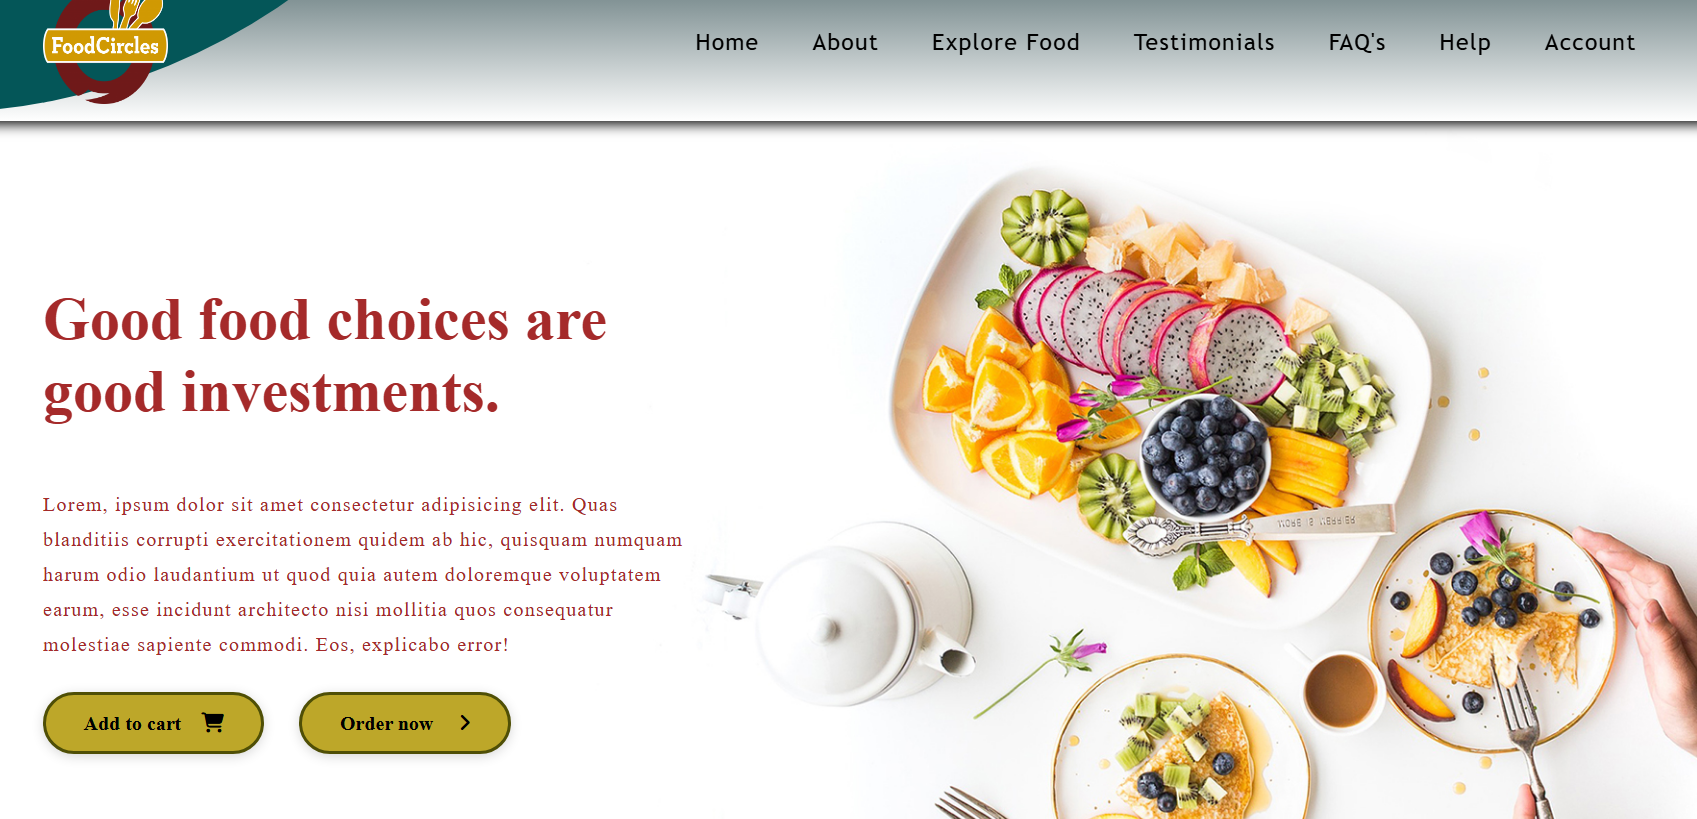 FoodCircles
Home About Explore Food Testimonials FAQ's Help Account
Good food choices are
good investments.
Lorem, ipsum dolor sit amet consectetur adipisicing elit. Quas
blanditiis corrupti exercitationem quidem ab hic, quisquam numquam
harum odio laudantium ut quod quia autem doloremque voluptatem
earum, esse incidunt architecto nisi mollitia quos consequatur
molestiae sapiente commodi. Eos, explicabo error!
Add to cart
Order now